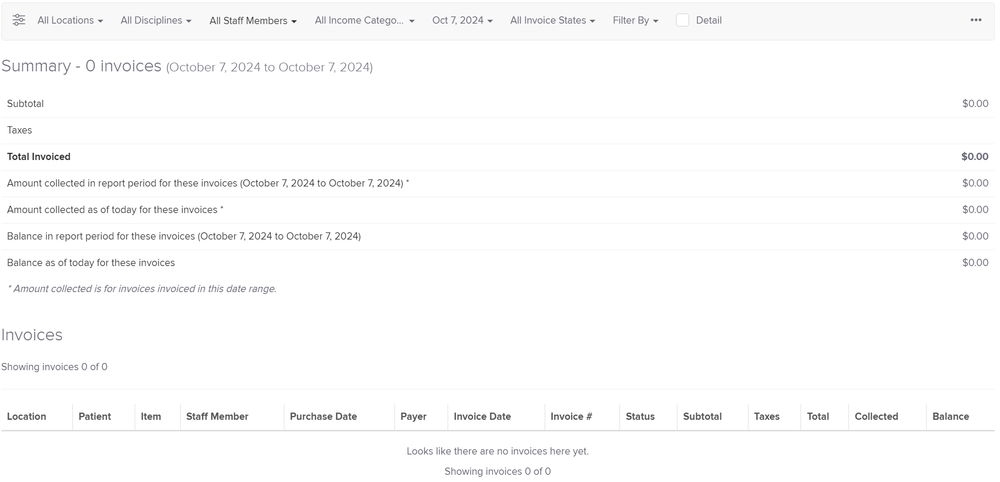 All Locations All Disciplines All Staff Members All Income Catego... Oct 7, 2024 All Invoice States Filter By Detail
Summary - 0 invoices (October 7, 2024 to October 7, 2024)
Subtotal $0.00
Taxes
Total Invoiced $0.00
Amount collected in report period for these invoices (October 7, 2024 to October 7, 2024) * $0.00
Amount collected as of today for these invoices * $0.00
Balance in report period for these invoices (October 7, 2024 to October 7, 2024) $0.00
Balance as of today for these invoices $0.00
* Amount collected is for invoices invoiced in this date range.
Invoices
Showing invoices 0 of 0
Location Patient Item Staff Member Purchase Date Payer Invoice Date Invoice # Status Subtotal Taxes Total Collected Balance
Looks like there are no invoices here yet.
Showing invoices 0 of 0